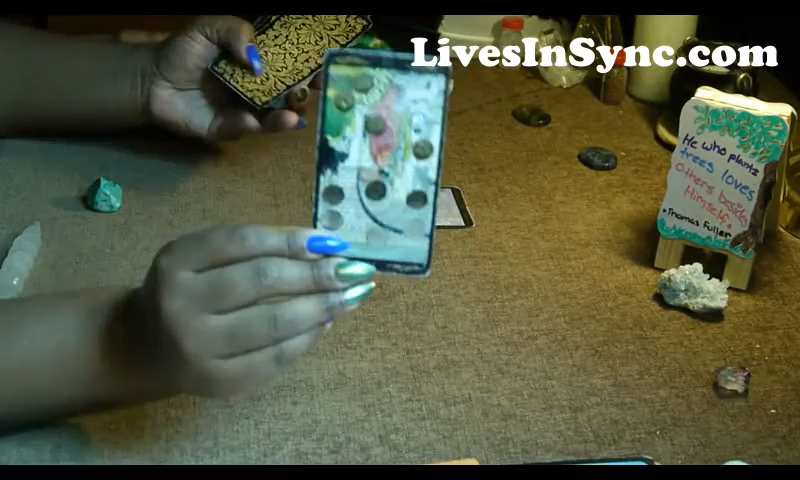 LivesInSync.com
He who plants
trees loves
others besides
Himself.
•Thomas Fuller